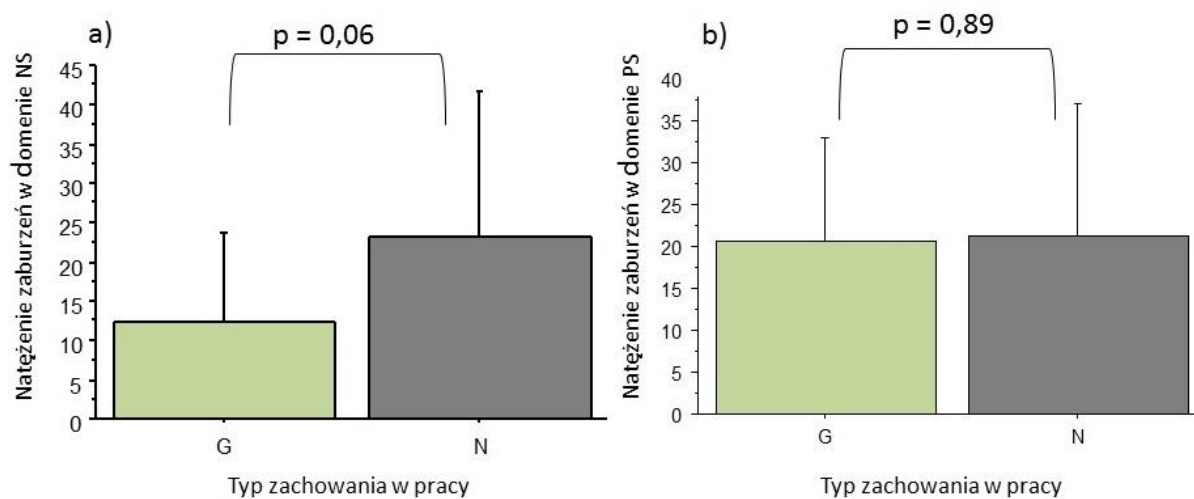 a)
p = 0,06
Natężenie zaburzeń w domenie NS
45
40
35
30
25
20
15
10
5
0
G
N
Typ zachowania w pracy
b)
p = 0,89
Natężenie zaburzeń w domenie PS
40
35
30
25
20
15
10
5
0
G
N
Typ zachowania w pracy